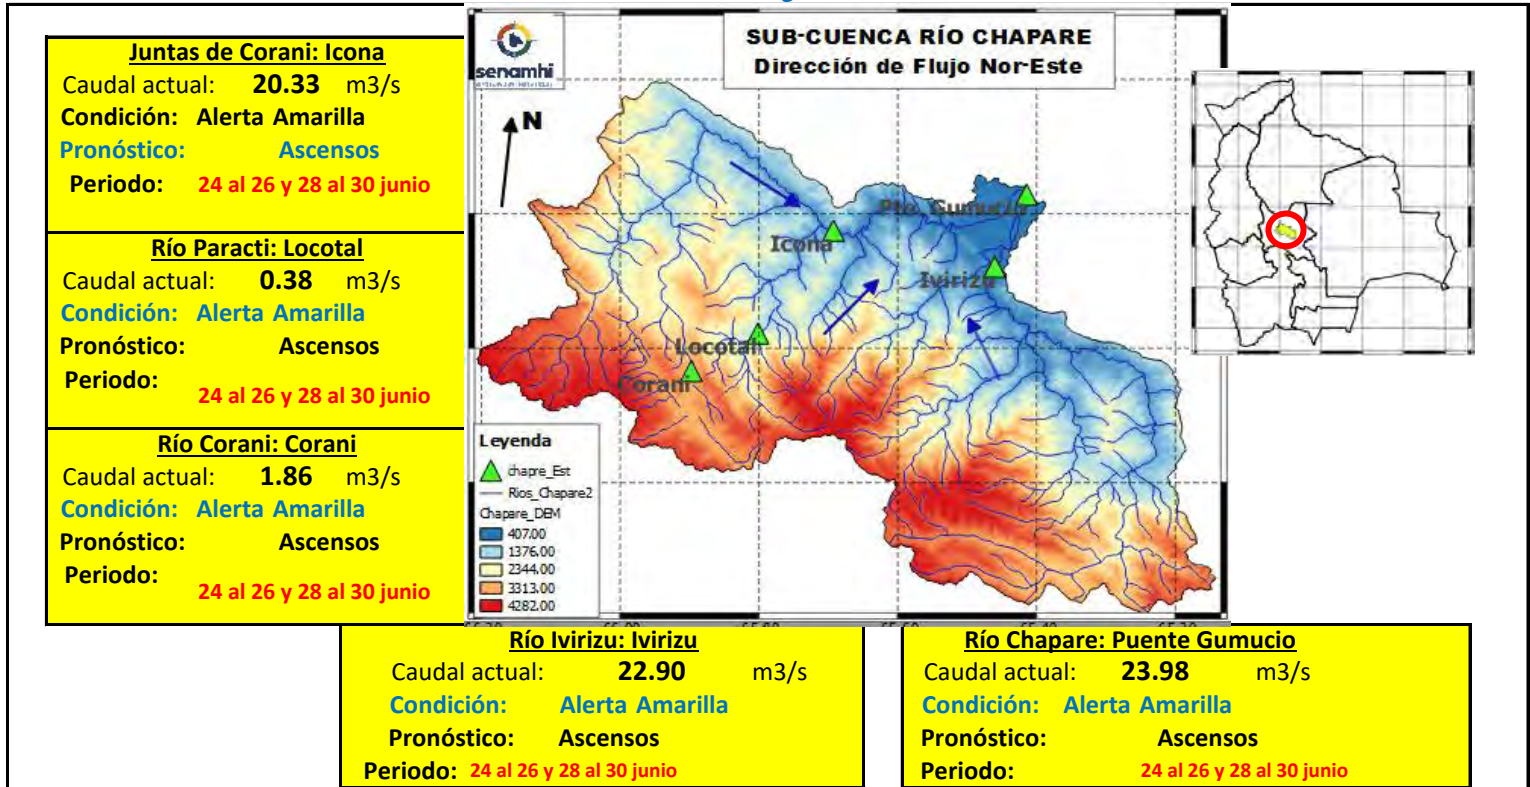 Juntas de Corani: Icona
Caudal actual: 20.33 m3/s
Condición: Alerta Amarilla
Pronóstico: Ascensos
Periodo: 24 al 26 y 28 al 30 junio
Río Paracti: Locotal
Caudal actual: 0.38 m3/s
Condición: Alerta Amarilla
Pronóstico: Ascensos
Periodo:
24 al 26 y 28 al 30 junio
Río Corani: Corani
Caudal actual: 1.86 m3/s
Condición: Alerta Amarilla
Pronóstico: Ascensos
Periodo:
24 al 26 y 28 al 30 junio
senamhi
SUB-CUENCA RÍO CHAPARE
Dirección de Flujo Nor-Este
N
Pte. Gumucio
Icona
Ivirizu
Locotal
Corani
Leyenda
chapre_Est
Rios_Chapare2
Chapare_DEM
407.00
1376.00
2344.00
3313.00
4282.00
Río Ivirizu: Ivirizu
Caudal actual: 22.90 m3/s
Condición: Alerta Amarilla
Pronóstico: Ascensos
Periodo: 24 al 26 y 28 al 30 junio
Río Chapare: Puente Gumucio
Caudal actual: 23.98 m3/s
Condición: Alerta Amarilla
Pronóstico: Ascensos
Periodo: 24 al 26 y 28 al 30 junio